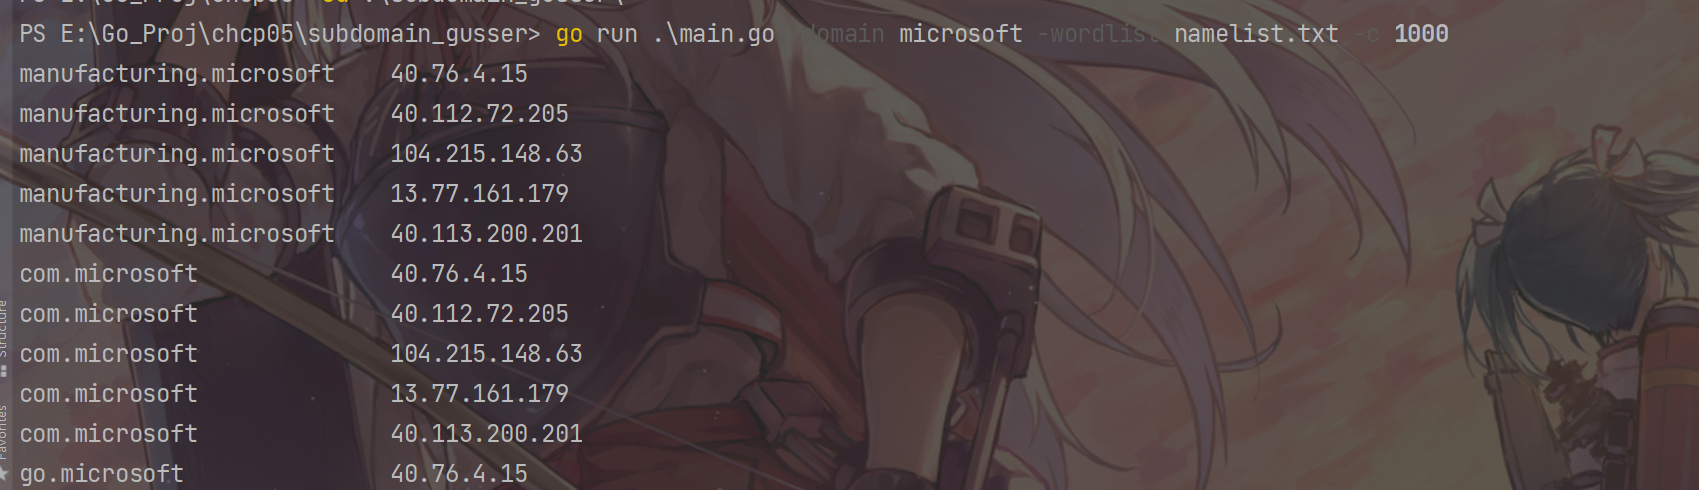 PS E:\Go_Proj\chcp05\subdomain_gusser> go run .\main.go -domain microsoft -wordlist namelist.txt -c 1000
manufacturing.microsoft 40.76.4.15
manufacturing.microsoft 40.112.72.205
manufacturing.microsoft 104.215.148.63
manufacturing.microsoft 13.77.161.179
manufacturing.microsoft 40.113.200.201
com.microsoft 40.76.4.15
com.microsoft 40.112.72.205
com.microsoft 104.215.148.63
com.microsoft 13.77.161.179
com.microsoft 40.113.200.201
go.microsoft 40.76.4.15
Structure
Favorites